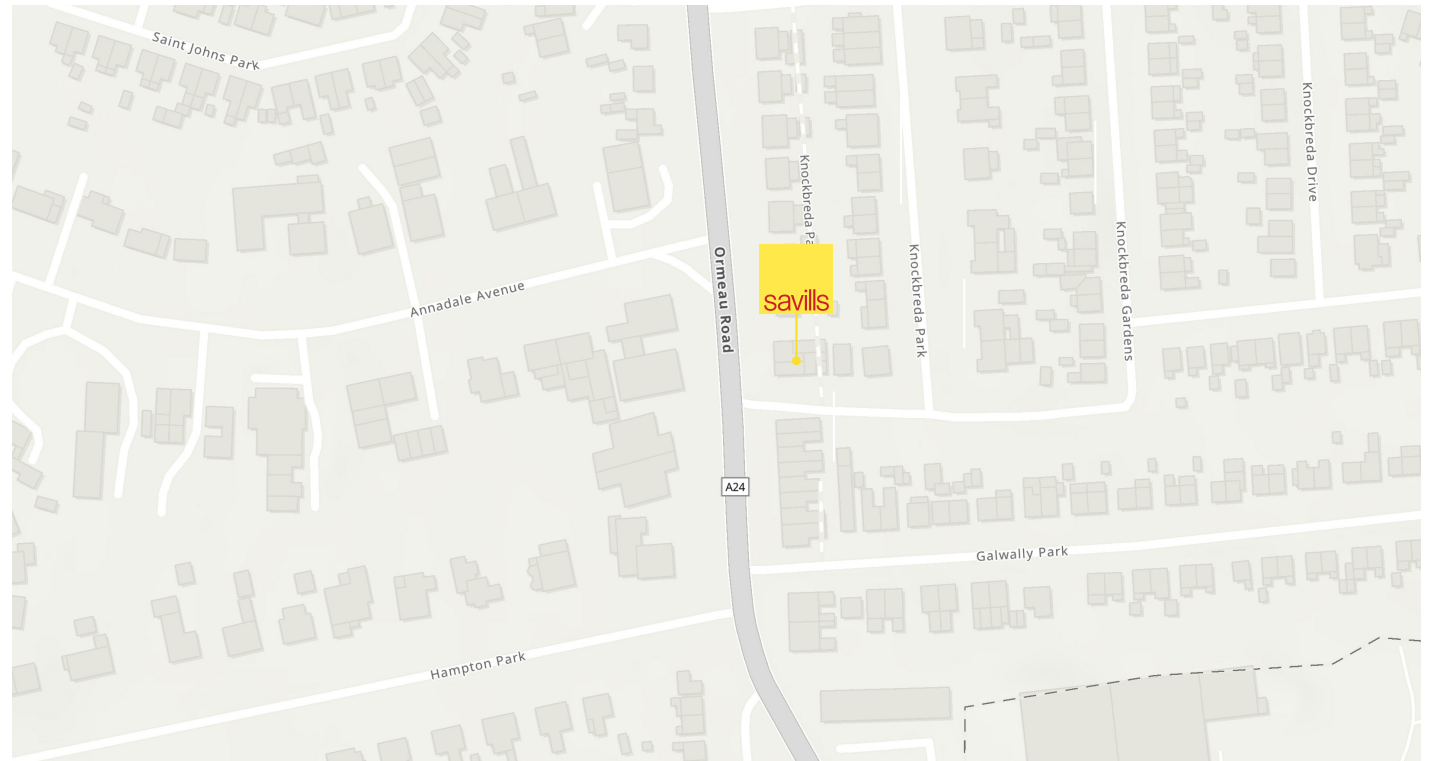 Saint Johns Park
Knockbreda Drive
Knockbreda Pa
Knockbreda Gardens
Knockbreda Park
Ormeau Road
Annadale Avenue
savills
A24
Galwally Park
Hampton Park